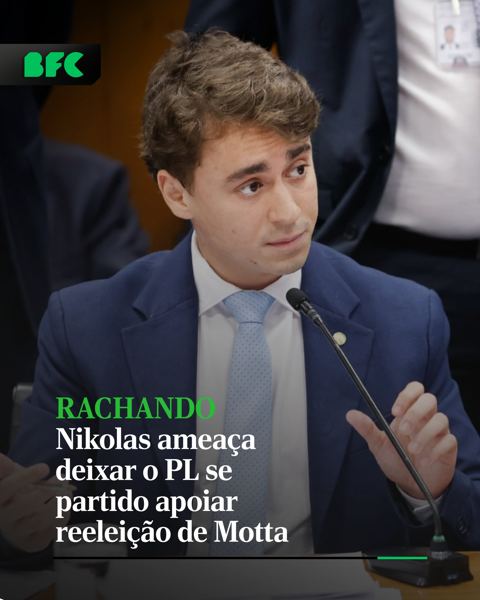 BFC
RACHANDO
Nikolas ameaça
deixar o PL se
partido apoiar
reeleição de Motta